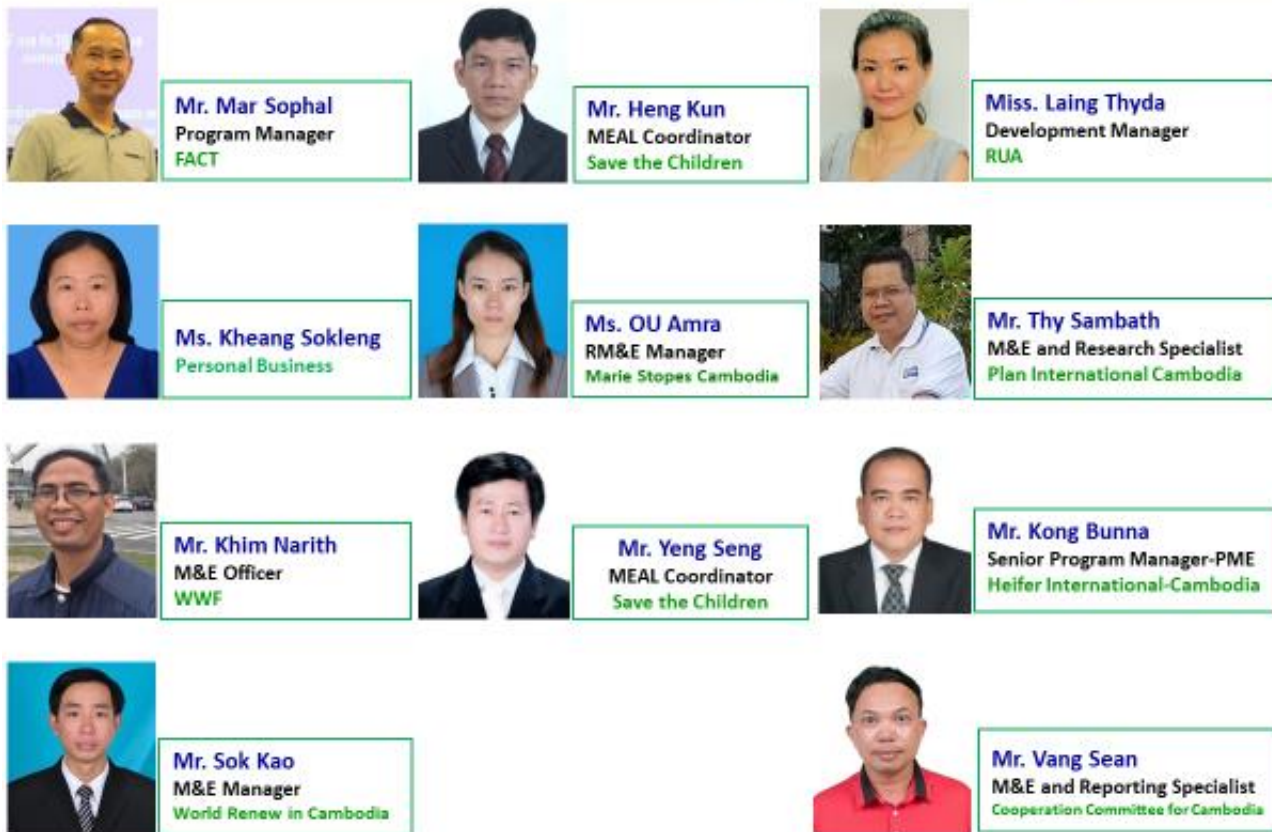 Mr. Mar Sophal
Program Manager
FACT
Mr. Heng Kun
MEAL Coordinator
Save the Children
Miss. Laing Thyda
Development Manager
RUA
Ms. Kheang Sokleng
Personal Business
Ms. OU Amra
RM&E Manager
Marie Stopes Cambodia
Mr. Thy Sambath
M&E and Research Specialist
Plan International Cambodia
Mr. Khim Narith
M&E Officer
WWF
Mr. Yeng Seng
MEAL Coordinator
Save the Children
Mr. Kong Bunna
Senior Program Manager-PME
Heifer International-Cambodia
Mr. Sok Kao
M&E Manager
World Renew in Cambodia
Mr. Vang Sean
M&E and Reporting Specialist
Cooperation Committee for Cambodia